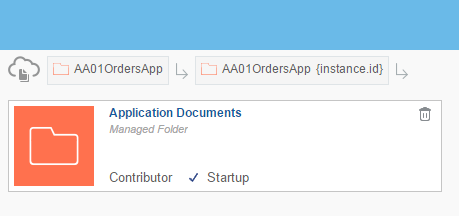 AA01OrdersApp AA01OrdersApp {instance.id}
Application Documents
Managed Folder
Contributor Startup